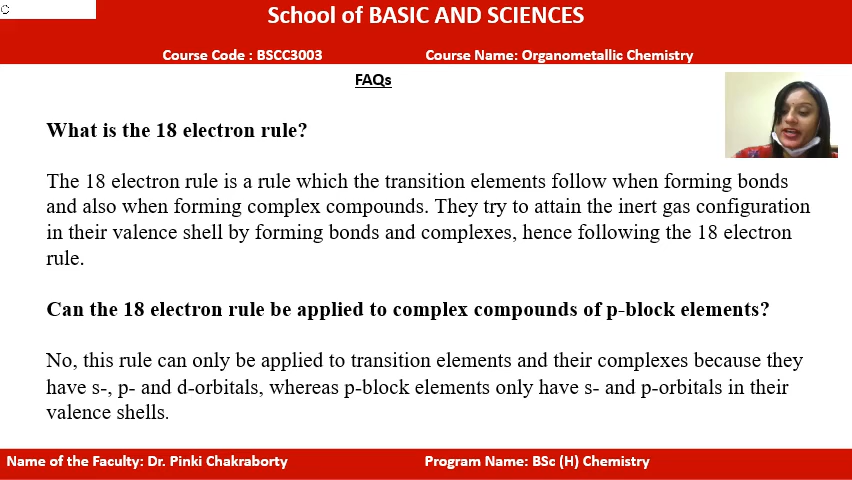 School of BASIC AND SCIENCES
Course Code : BSCC3003 Course Name: Organometallic Chemistry
FAQs
What is the 18 electron rule?
The 18 electron rule is a rule which the transition elements follow when forming bonds
and also when forming complex compounds. They try to attain the inert gas configuration
in their valence shell by forming bonds and complexes, hence following the 18 electron
rule.
Can the 18 electron rule be applied to complex compounds of p-block elements?
No, this rule can only be applied to transition elements and their complexes because they
have s-, p- and d-orbitals, whereas p-block elements only have s- and p-orbitals in their
valence shells.
Name of the Faculty: Dr. Pinki Chakraborty Program Name: BSc (H) Chemistry